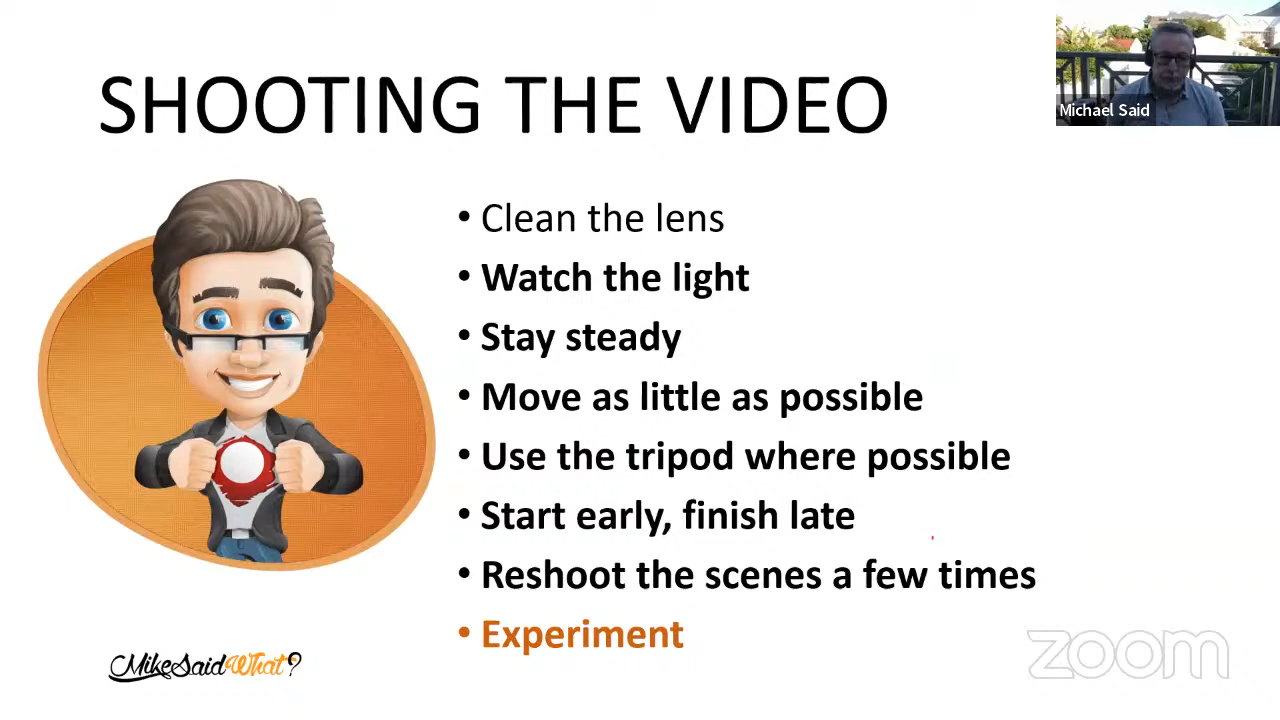 SHOOTING THE VIDEO
Michael Said
• Clean the lens
• Watch the light
• Stay steady
• Move as little as possible
• Use the tripod where possible
• Start early, finish late
• Reshoot the scenes a few times
• Experiment
MikeSaidWhat?
zoom